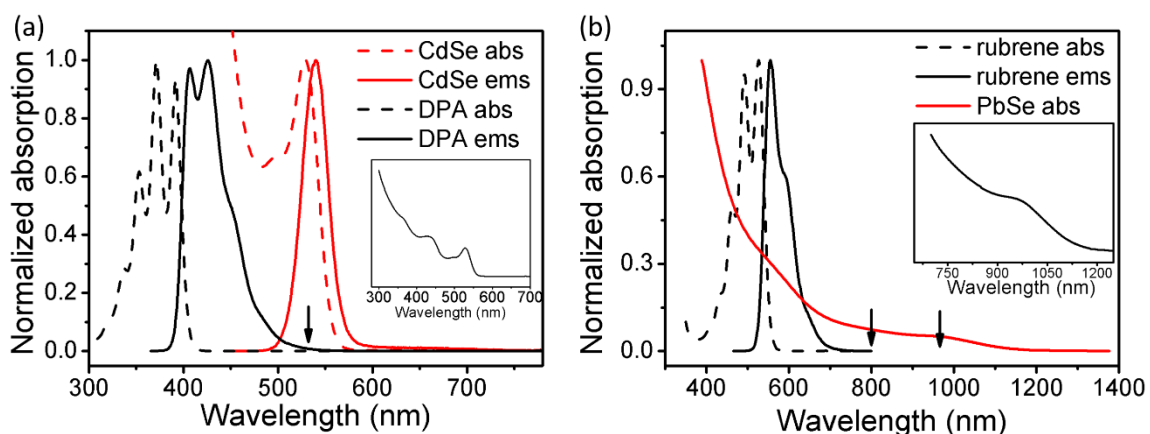 (a)
Normalized absorption
1.0
0.8
0.6
0.4
0.2
0.0
CdSe abs
CdSe ems
DPA abs
DPA ems
300 400 500 600 700
Wavelength (nm)
300 400 500 600 700
Wavelength (nm)
(b)
Normalized absorption
0.9
0.6
0.3
0.0
rubrene abs
rubrene ems
PbSe abs
750 900 1050 1200
Wavelength (nm)
400 600 800 1000 1200 1400
Wavelength (nm)